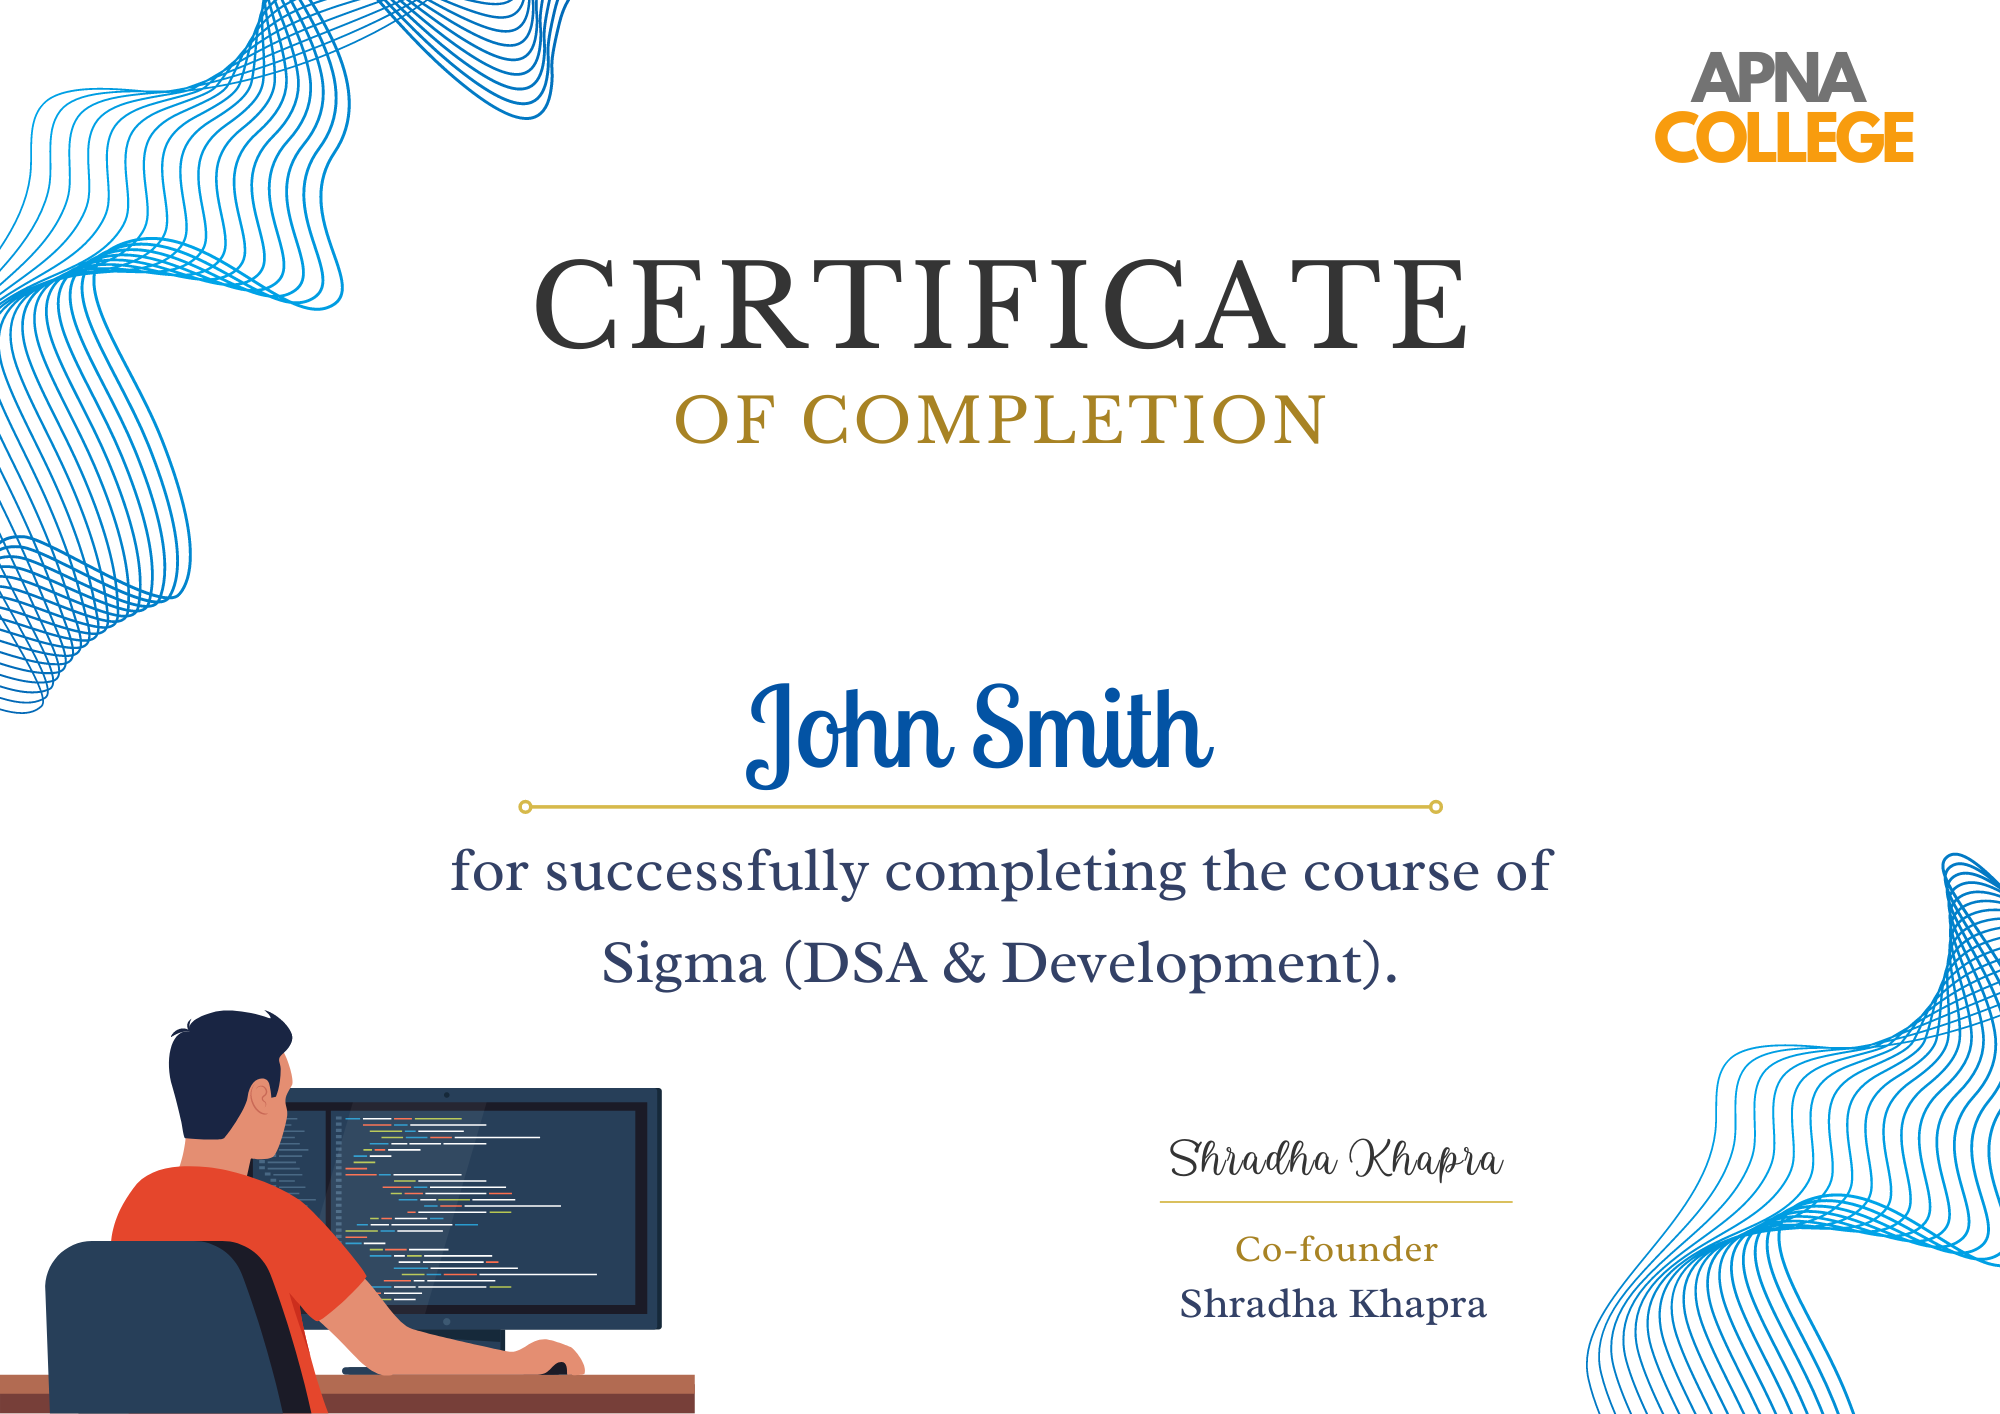 APNA
COLLEGE
CERTIFICATE
OF COMPLETION
John Smith
for successfully completing the course of
Sigma (DSA & Development).
Shradha Khapra
Co-founder
Shradha Khapra